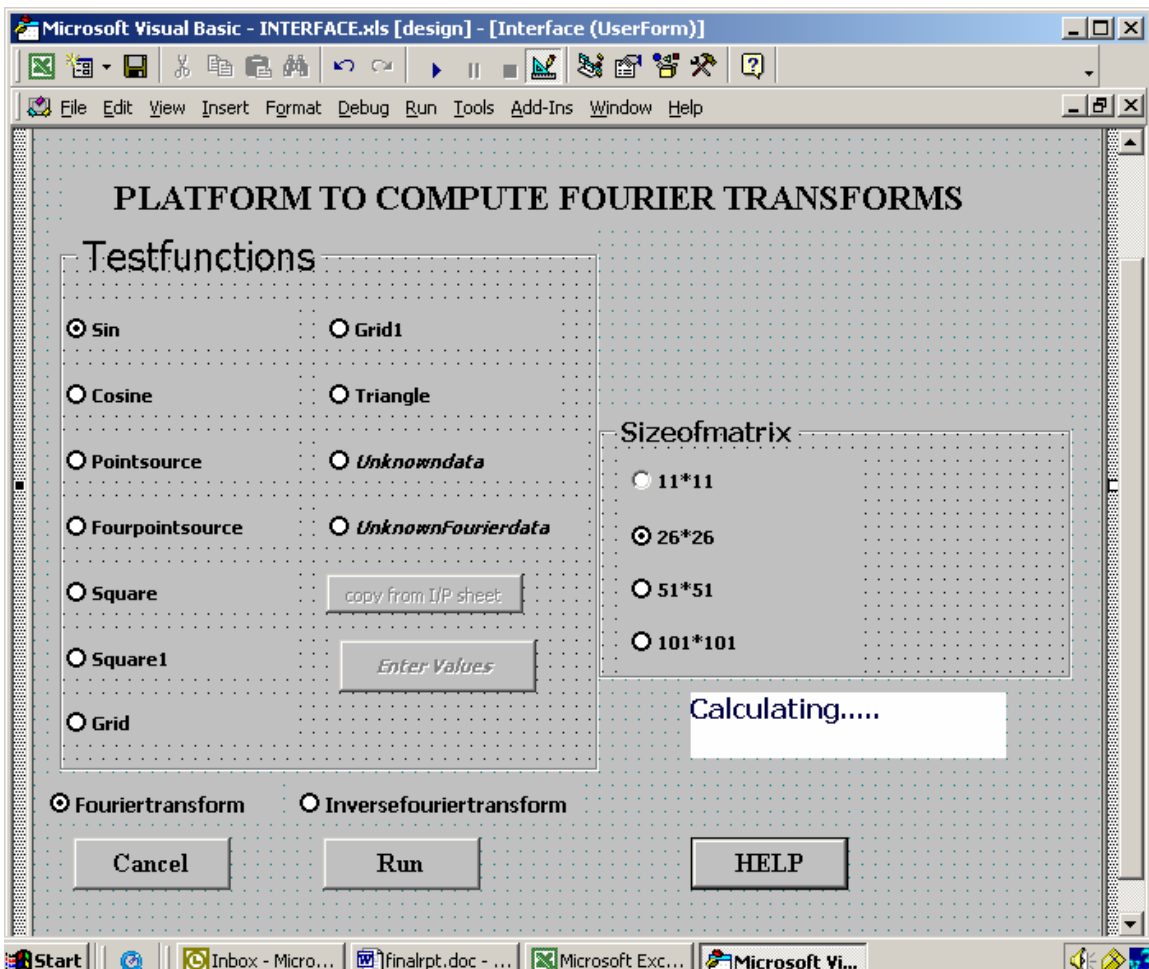 Microsoft Visual Basic - INTERFACE.xls [design] - [Interface (UserForm)]
File Edit View Insert Format Debug Run Tools Add-Ins Window Help
PLATFORM TO COMPUTE FOURIER TRANSFORMS
Testfunctions
Sin
Grid1
Cosine
Triangle
Pointsource
Unknowndata
Fourpointsource
UnknownFourierdata
Square
copy from I/P sheet
Square1
Enter Values
Grid
Sizeofmatrix
11*11
26*26
51*51
101*101
Calculating.....
Fouriertransform
Inversefouriertransform
Cancel
Run
HELP
Start
Inbox - Micro...
finalrpt.doc - ...
Microsoft Exc...
Microsoft Vi...